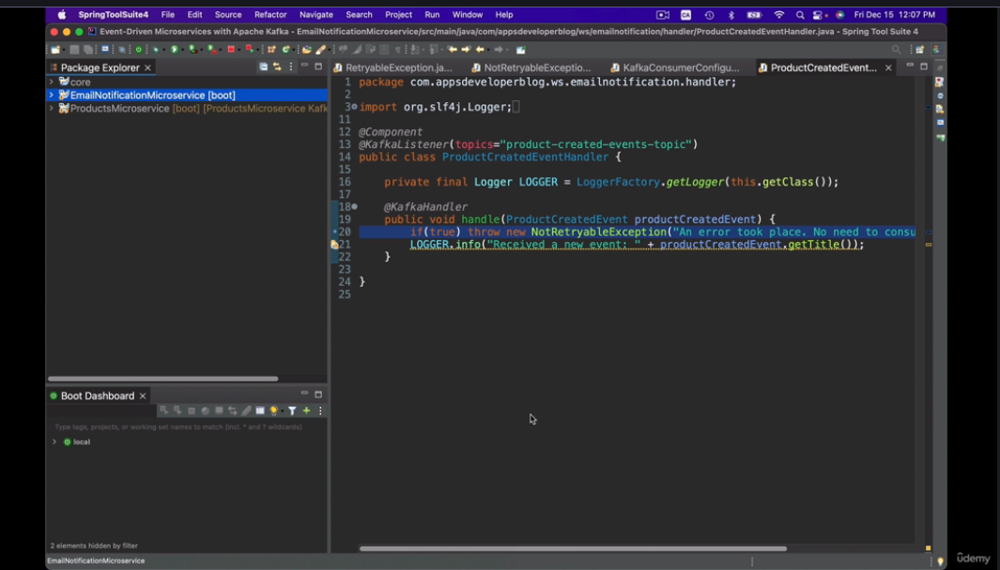 SpringToolSuite4 File Edit Source Refactor Navigate Search Project Run Window Help CA Fri Dec 15 12:07 PM
Event-Driven Microservices with Apache Kafka - EmailNotificationMicroservice/src/main/java/com/appsdeveloperblog/ws/emailnotification/handler/ProductCreatedEventHandler.java - Spring Tool Suite 4
Package Explorer
core
EmailNotificationMicroservice [boot]
ProductsMicroservice [boot] [ProductsMicroservice Kafk
RetryableException.ja... NotRetryableExceptio... KafkaConsumerConfigu... ProductCreatedEvent...
1 package com.appsdeveloperblog.ws.emailnotification.handler;
2
3 import org.slf4j.Logger;
11
12 @Component
13 @KafkaListener(topics="product-created-events-topic")
14 public class ProductCreatedEventHandler {
15
16 private final Logger LOGGER = LoggerFactory.getLogger(this.getClass());
17
18 @KafkaHandler
19 public void handle(ProductCreatedEvent productCreatedEvent) {
20 if(true) throw new NotRetryableException("An error took place. No need to consu
21 LOGGER.info("Received a new event: " + productCreatedEvent.getTitle());
22 }
23
24 }
25
Boot Dashboard
Type tags, projects, or working set names to match (incl. * and ? wildcards)
local
2 elements hidden by filter
EmailNotificationMicroservice
ûdemy